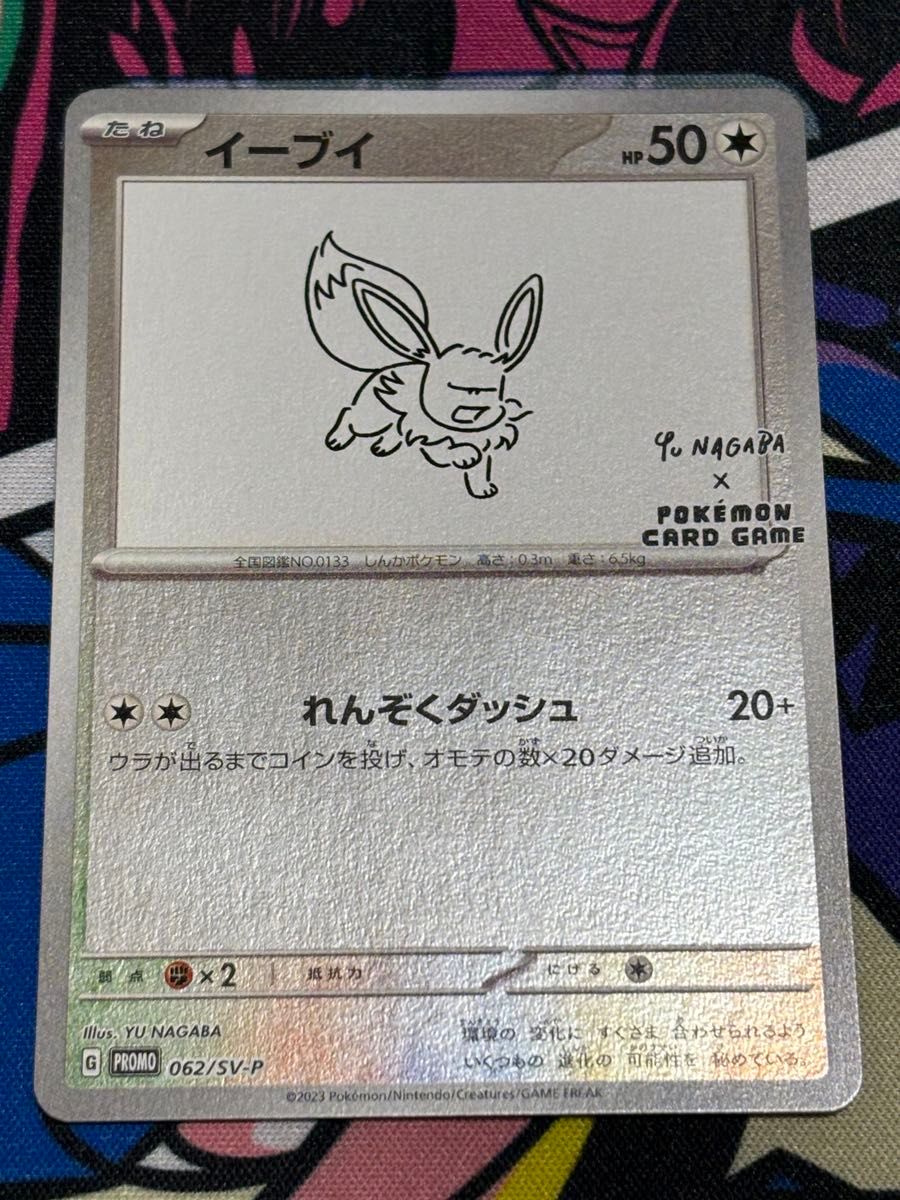 たね
イーブイ
HP 50
YU NAGABA
×
POKÉMON
CARD GAME
全国図鑑NO.0133 しんかポケモン 高さ：0.3m 重さ：6.5kg
れんぞくダッシュ 20+
ウラが出るまでコインを投げ、オモテの数×20ダメージ追加。
弱点 ×2 抵抗力 にげる
Illus. YU NAGABA
G PROMO 062/SV-P
環境の 変化に すぐさま 合わせられるよう
いくつもの 進化の 可能性を 秘めている。
©2023 Pokémon/Nintendo/Creatures/GAME FREAK